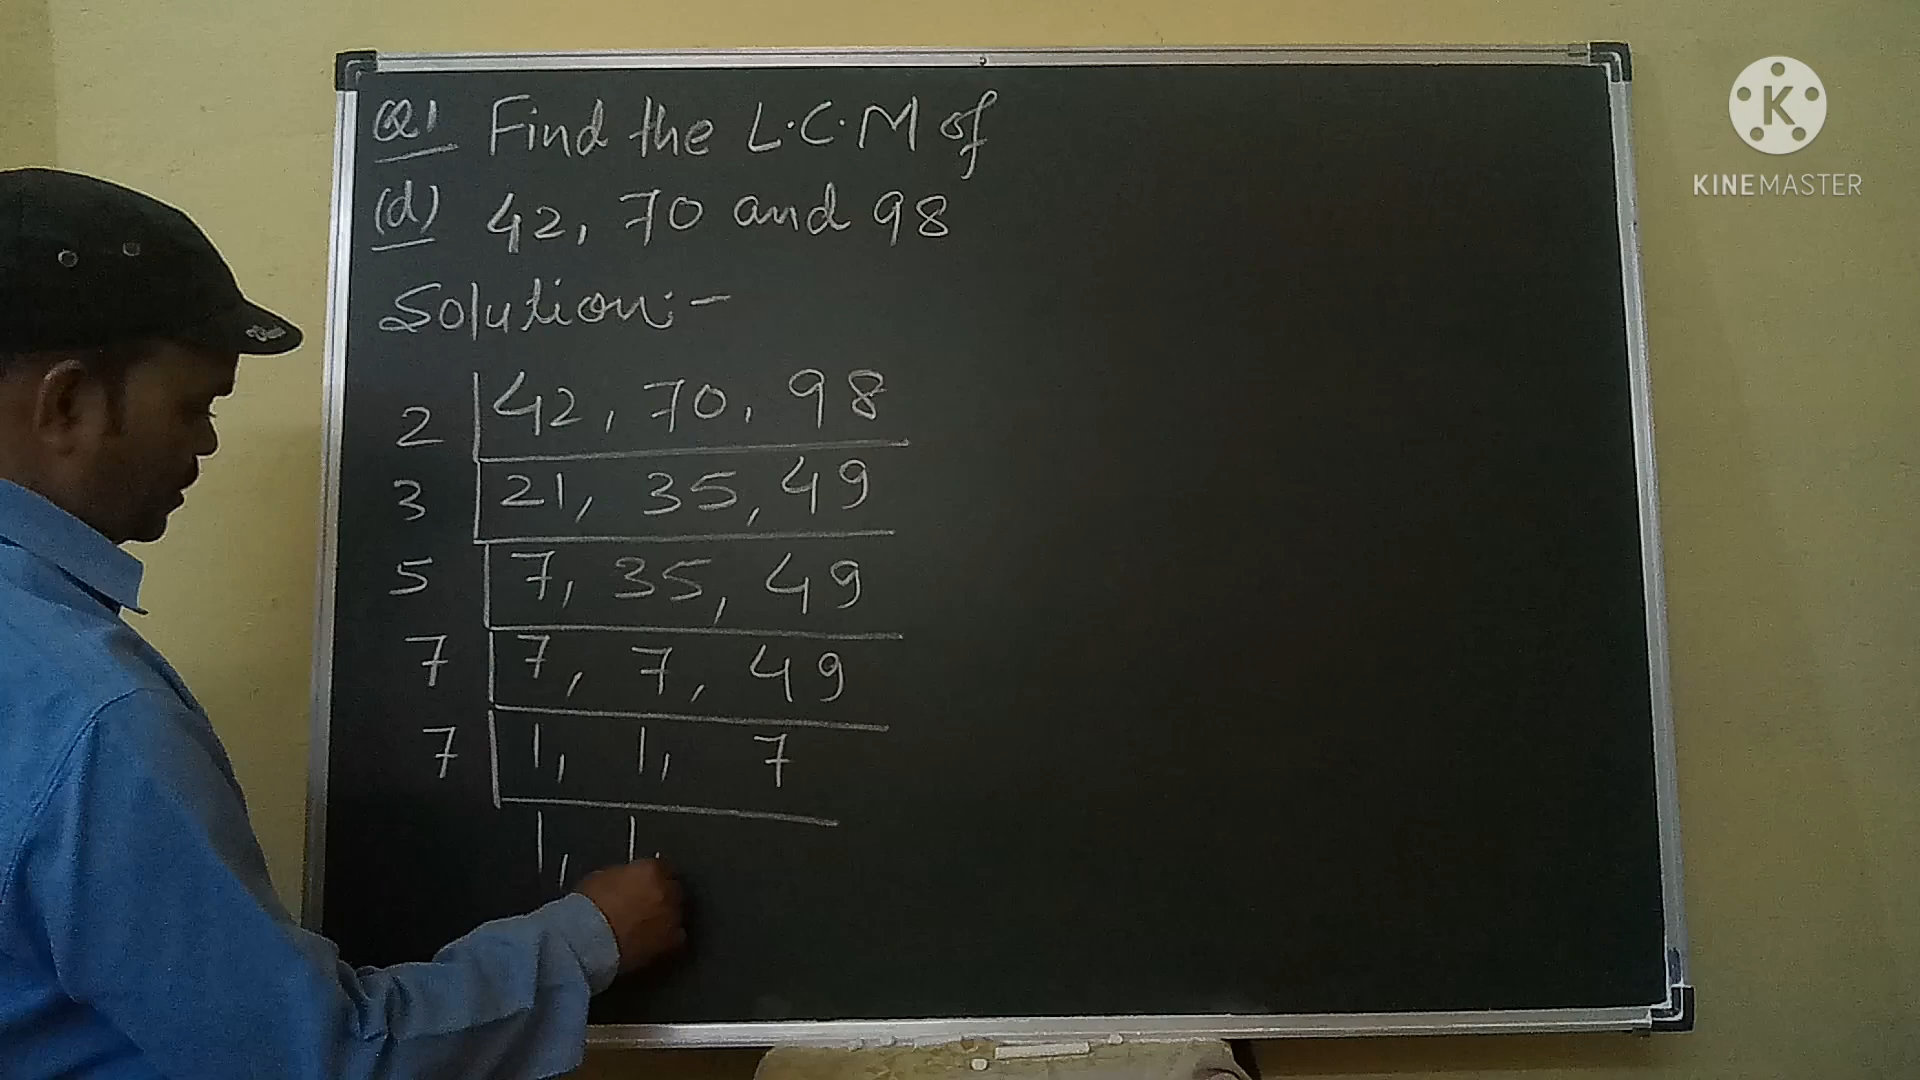 Q1 Find the L.C.M of
(d) 42, 70 and 98
Solution:-
2 | 42, 70, 98
3 | 21, 35, 49
5 | 7, 35, 49
7 | 7, 7, 49
7 | 1, 1, 7
1, 1,
K
KINEMASTER